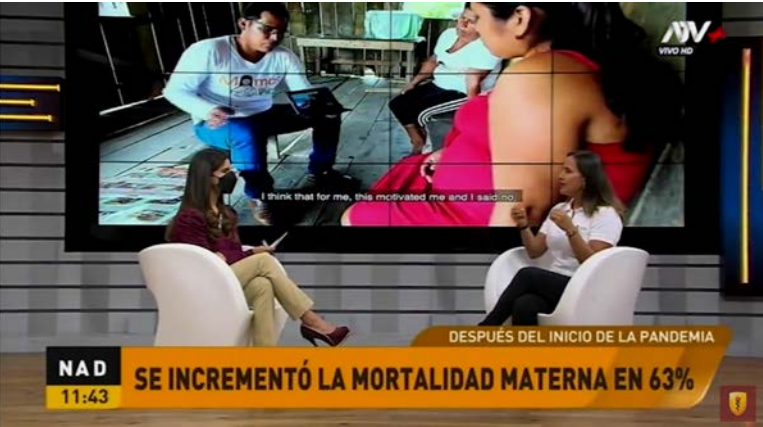 ATV+
VIVO HD
Mamás
I think that for me, this motivated me and I said no.
DESPUÉS DEL INICIO DE LA PANDEMIA
NAD
SE INCREMENTÓ LA MORTALIDAD MATERNA EN 63%
11:43